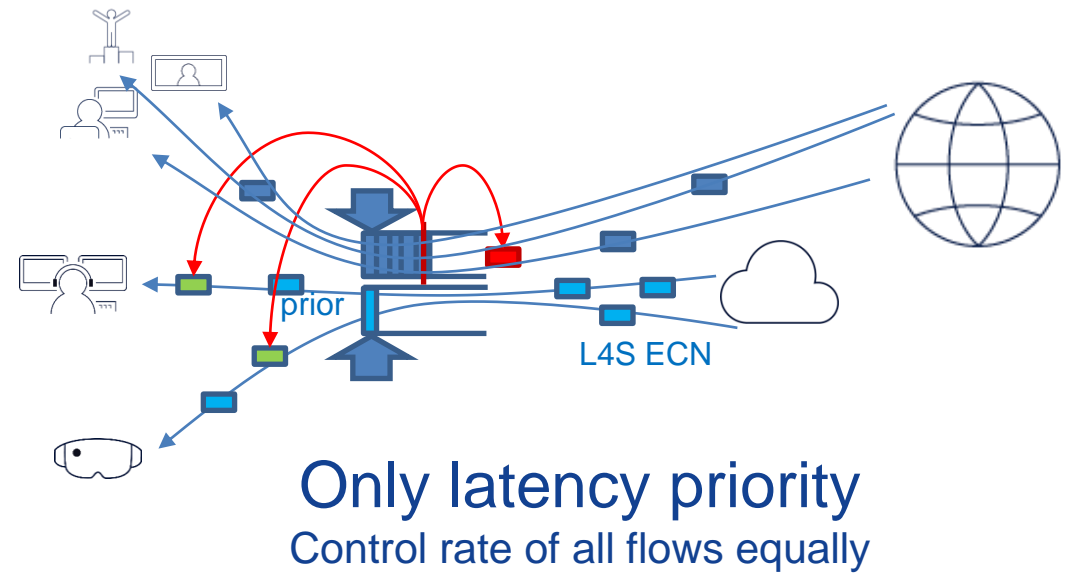 prior
L4S ECN
Only latency priority
Control rate of all flows equally